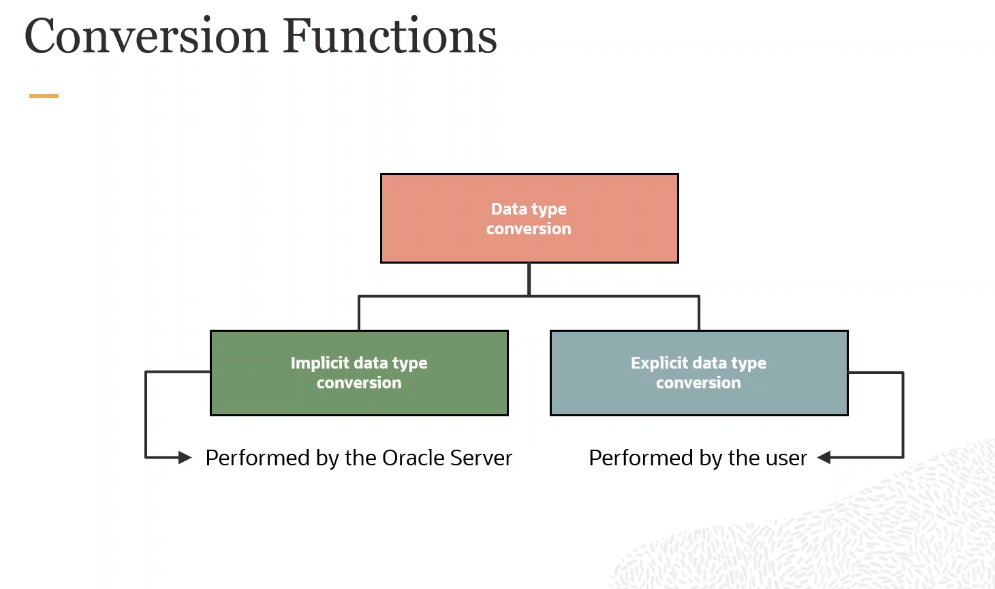 Conversion Functions
Data type
conversion
Implicit data type
conversion
Explicit data type
conversion
Performed by the Oracle Server
Performed by the user